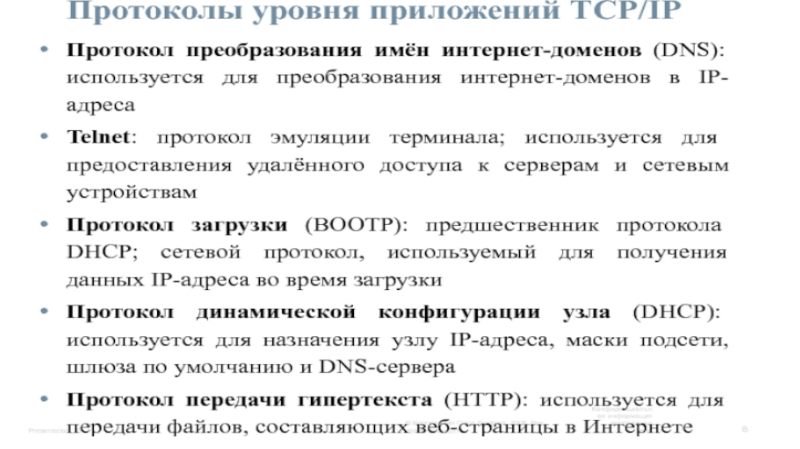 Протоколы уровня приложений TCP/IP
• Протокол преобразования имён интернет-доменов (DNS):
используется для преобразования интернет-доменов в IP-
адреса
• Telnet: протокол эмуляции терминала; используется для
предоставления удалённого доступа к серверам и сетевым
устройствам
• Протокол загрузки (BOOTP): предшественник протокола
DHCP; сетевой протокол, используемый для получения
данных IP-адреса во время загрузки
• Протокол динамической конфигурации узла (DHCP):
используется для назначения узлу IP-адреса, маски подсети,
шлюза по умолчанию и DNS-сервера
• Протокол передачи гипертекста (HTTP): используется для
передачи файлов, составляющих веб-страницы в Интернете
6